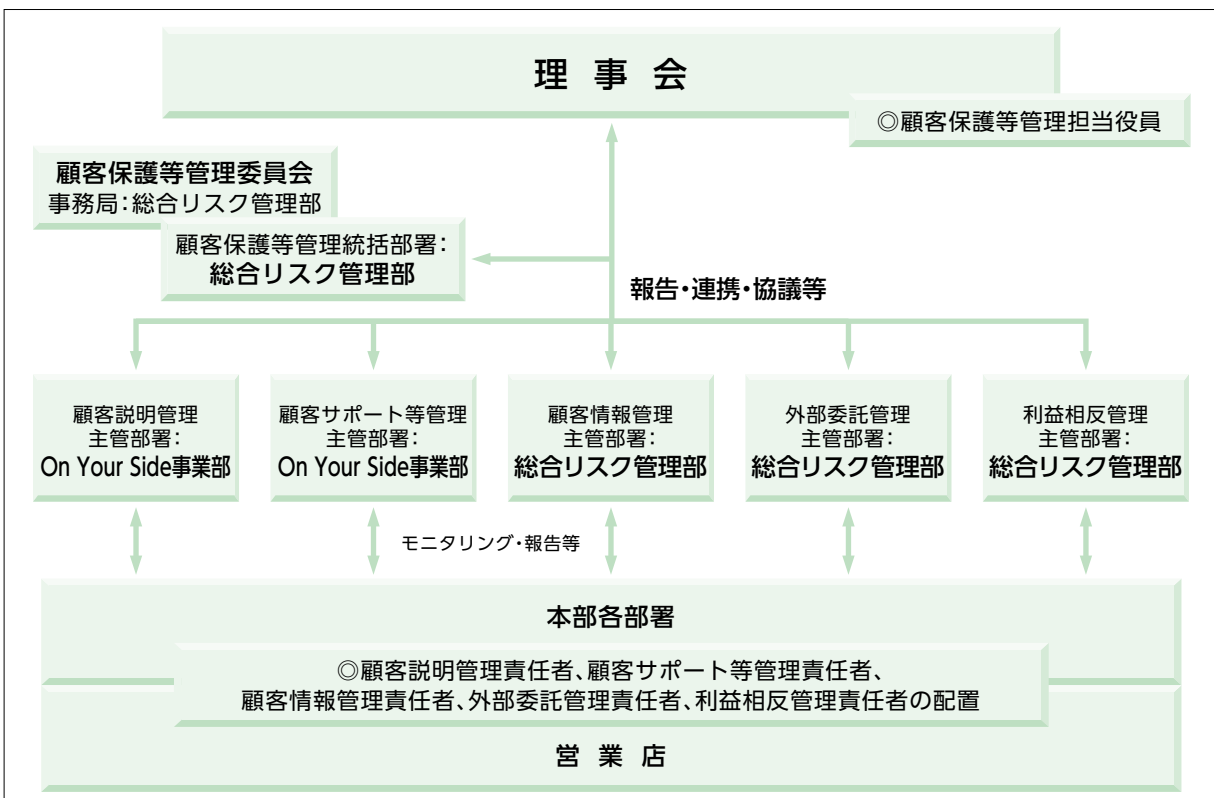 理事会
◎顧客保護等管理担当役員
顧客保護等管理委員会
事務局:総合リスク管理部
顧客保護等管理統括部署:
総合リスク管理部
報告・連携・協議等
顧客説明管理
主管部署:
On Your Side事業部
顧客サポート等管理
主管部署:
On Your Side事業部
顧客情報管理
主管部署:
総合リスク管理部
外部委託管理
主管部署:
総合リスク管理部
利益相反管理
主管部署:
総合リスク管理部
モニタリング・報告等
本部各部署
◎顧客説明管理責任者、顧客サポート等管理責任者、
顧客情報管理責任者、外部委託管理責任者、利益相反管理責任者の配置
営業店